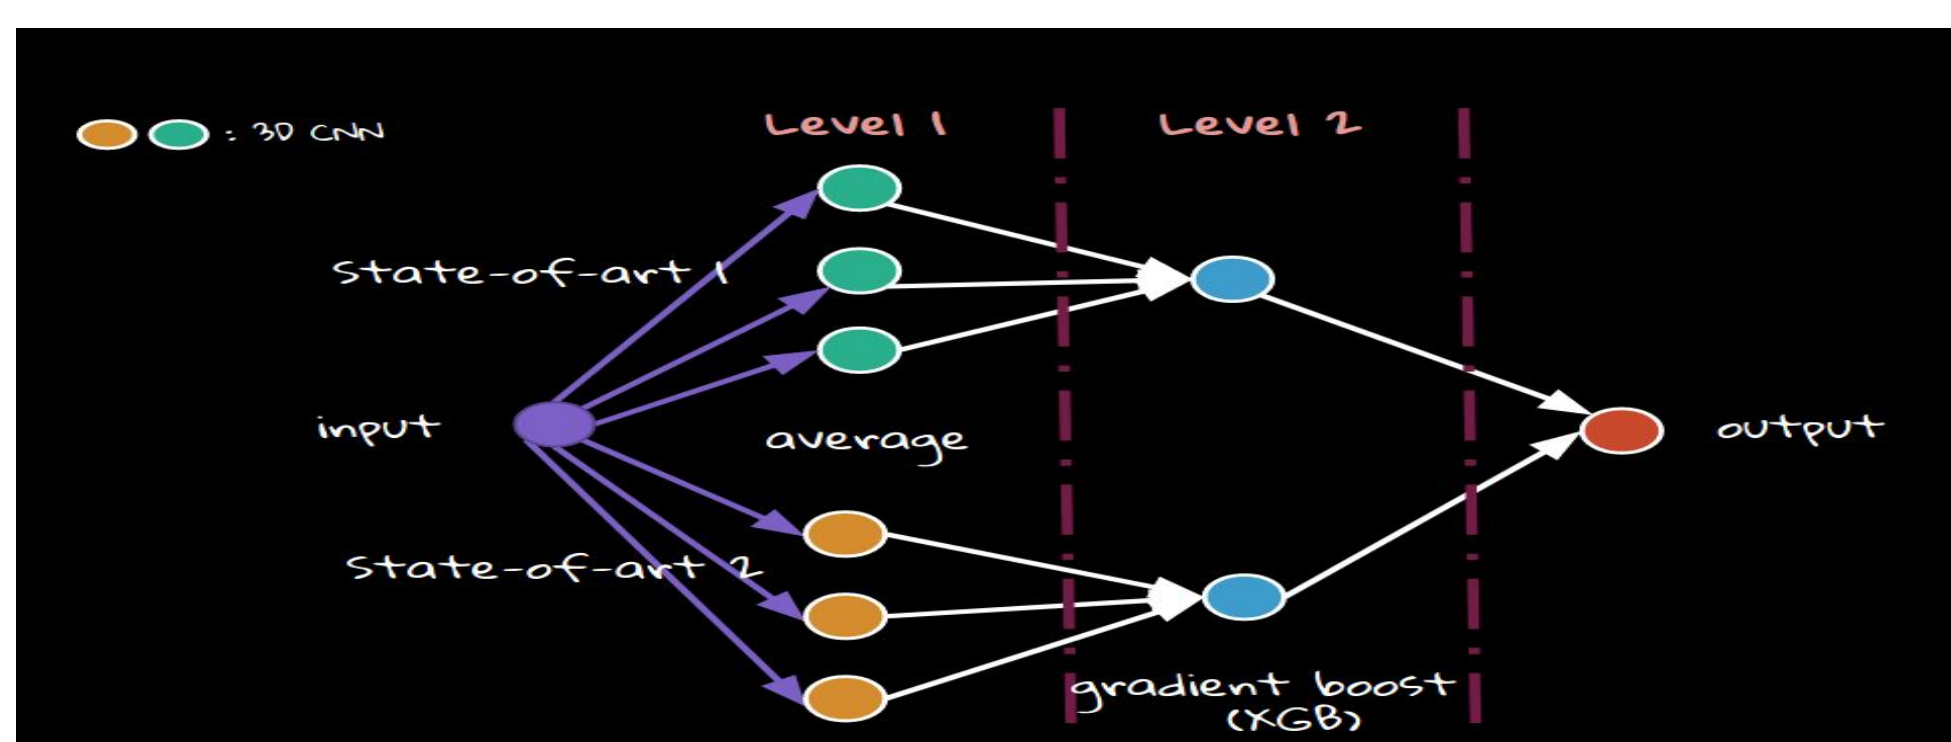 : 3D CNN
Level 1
Level 2
State-of-art 1
input
average
output
State-of-art 2
gradient boost
(XGB)